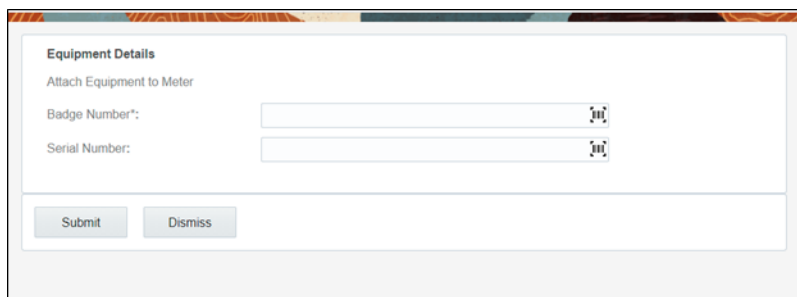 Equipment Details
Attach Equipment to Meter
Badge Number*:
Serial Number:
Submit Dismiss